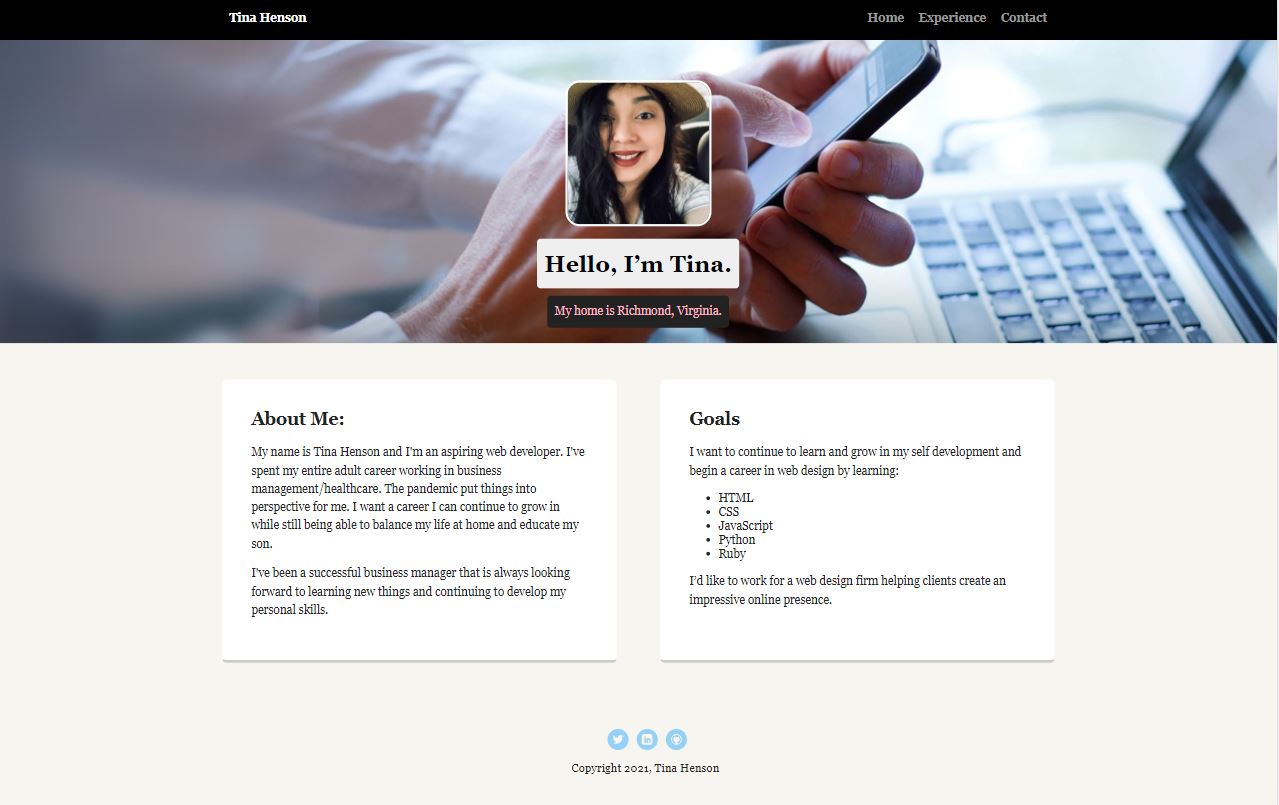 Tina Henson
Home Experience Contact
Hello, I’m Tina.
My home is Richmond, Virginia.
About Me:
My name is Tina Henson and I'm an aspiring web developer. I've
spent my entire adult career working in business
management/healthcare. The pandemic put things into
perspective for me. I want a career I can continue to grow in
while still being able to balance my life at home and educate my
son.
I've been a successful business manager that is always looking
forward to learning new things and continuing to develop my
personal skills.
Goals
I want to continue to learn and grow in my self development and
begin a career in web design by learning:
• HTML
• CSS
• JavaScript
• Python
• Ruby
I’d like to work for a web design firm helping clients create an
impressive online presence.
Copyright 2021, Tina Henson